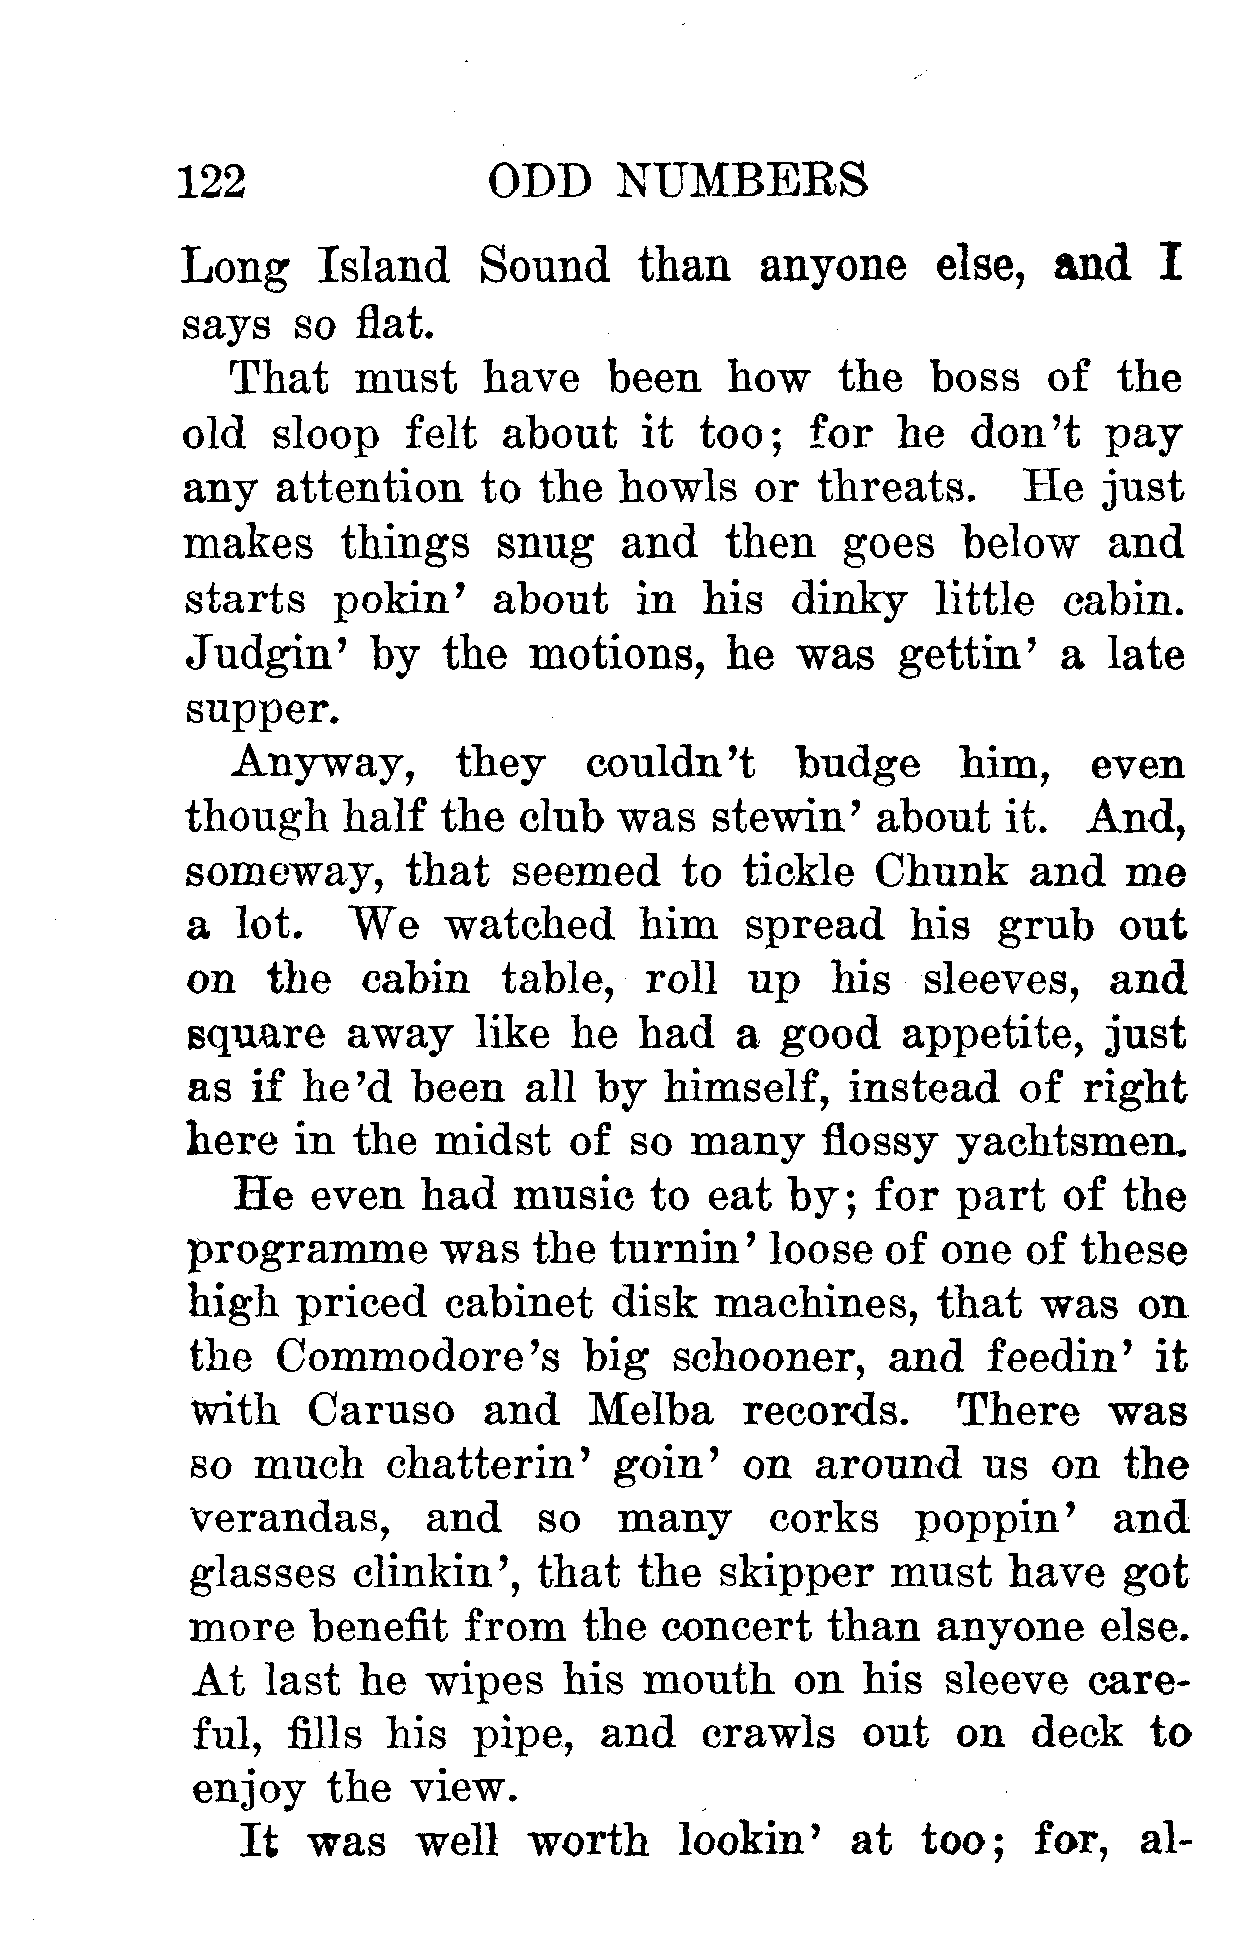 122 ODD NUMBERS
Long Island Sound than anyone else, and I
says so flat.
That must have been how the boss of the
old sloop felt about it too; for he don't pay
any attention to the howls or threats. He just
makes things snug and then goes below and
starts pokin' about in his dinky little cabin.
Judgin' by the motions, he was gettin' a late
supper.
Anyway, they couldn't budge him, even
though half the club was stewin' about it. And,
someway, that seemed to tickle Chunk and me
a lot. We watched him spread his grub out
on the cabin table, roll up his sleeves, and
square away like he had a good appetite, just
as if he'd been all by himself, instead of right
here in the midst of so many flossy yachtsmen.
He even had music to eat by; for part of the
programme was the turnin' loose of one of these
high priced cabinet disk machines, that was on
the Commodore's big schooner, and feedin' it
with Caruso and Melba records. There was
so much chatterin' goin' on around us on the
verandas, and so many corks poppin' and
glasses clinkin', that the skipper must have got
more benefit from the concert than anyone else.
At last he wipes his mouth on his sleeve care-
ful, fills his pipe, and crawls out on deck to
enjoy the view.
It was well worth lookin' at too; for, al-